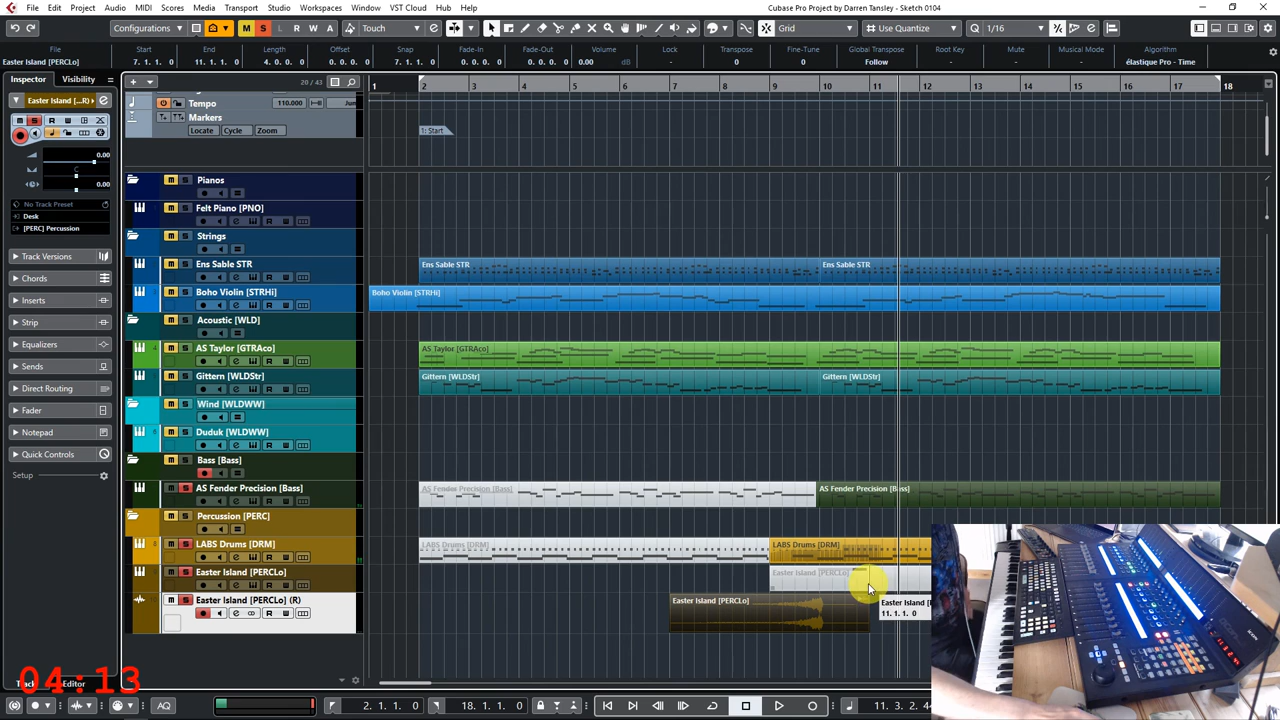 File Edit Project Audio MIDI Scores Media Transport Studio Workspaces Window VST Cloud Hub Help
Cubase Pro Project by Darren Tansley - Sketch 0104
Configurations M S L R W A Touch Grid Use Quantize 1/16
File Start End Length Offset Snap Fade-In Fade-Out Volume Lock Transpose Fine-Tune Global Transpose Root Key Mute Musical Mode Algorithm
Easter Island [PERCLo] 7. 1. 1. 0 11. 1. 1. 0 4. 0. 0. 0 0. 0. 0. 0 7. 1. 1. 0 0. 0. 0. 0 0. 0. 0. 0 0.00 dB - 0 0 Follow - - - élastique Pro - Time
Inspector Visibility
20 / 43
1 2 3 4 5 6 7 8 9 10 11 12 13 14 15 16 17 18
Easter Island [...R)
Tempo 110.000
Markers
Locate Cycle Zoom
1: Start
0.00
C
0.00
No Track Preset
Desk
[PERC] Percussion
Track Versions
Chords
Inserts
Strip
Equalizers
Sends
Direct Routing
Fader
Notepad
Quick Controls
Setup
M S Pianos
M S Felt Piano [PNO]
M S Strings
M S Ens Sable STR
Ens Sable STR Ens Sable STR
M S Boho Violin [STRHi]
Boho Violin [STRHi]
M S Acoustic [WLD]
M S AS Taylor [GTRAco]
AS Taylor [GTRAco]
M S Gittern [WLDStr]
Gittern [WLDStr] Gittern [WLDStr]
M S Wind [WLDWW]
M S Duduk [WLDWW]
M S Bass [Bass]
M S AS Fender Precision [Bass]
AS Fender Precision [Bass] AS Fender Precision [Bass]
M S Percussion [PERC]
M S LABS Drums [DRM]
LABS Drums [DRM] LABS Drums [DRM]
M S Easter Island [PERCLo]
Easter Island [PERCLo]
M S Easter Island [PERCLo] (R)
Easter Island [PERCLo]
Easter Island
11. 1. 1. 0
04:13
Editor
AQ 2. 1. 1. 0 18. 1. 1. 0 11. 3. 2. 44